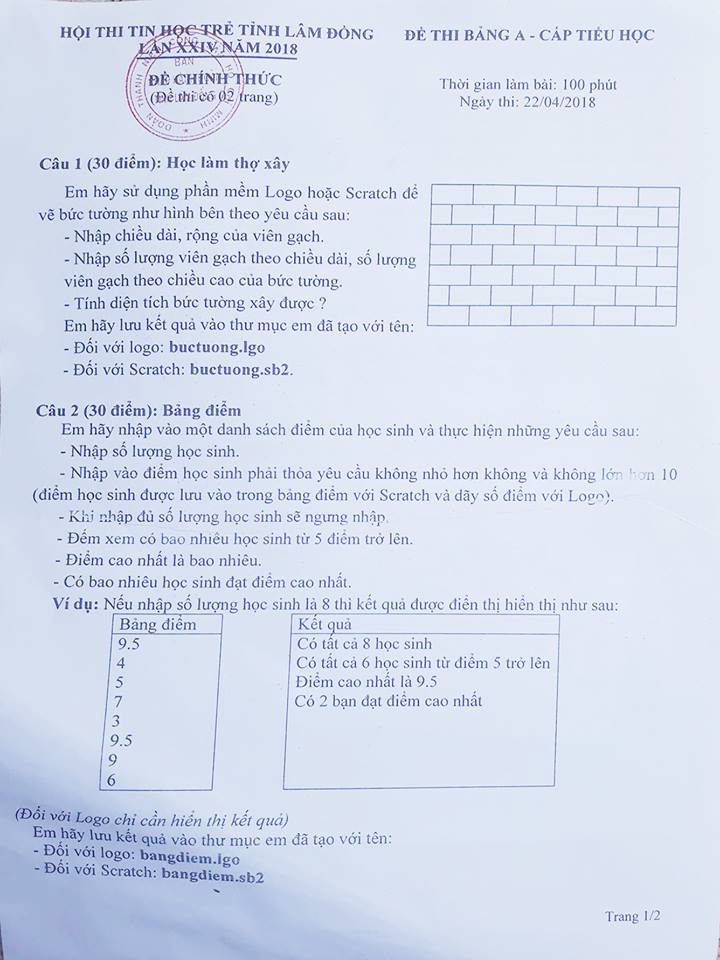 HỘI THI TIN HỌC TRẺ TỈNH LÂM ĐỒNG
LẦN XXIV NĂM 2018
ĐỀ CHÍNH THỨC
(Đề thi có 02 trang)
ĐỀ THI BẢNG A - CẤP TIỂU HỌC
Thời gian làm bài: 100 phút
Ngày thi: 22/04/2018
BAN
ĐOÀN THANH
MINH
Câu 1 (30 điểm): Học làm thợ xây
Em hãy sử dụng phần mềm Logo hoặc Scratch để
vẽ bức tường như hình bên theo yêu cầu sau:
- Nhập chiều dài, rộng của viên gạch.
- Nhập số lượng viên gạch theo chiều dài, số lượng
viên gạch theo chiều cao của bức tường.
- Tính diện tích bức tường xây được ?
Em hãy lưu kết quả vào thư mục em đã tạo với tên:
- Đối với logo: buctuong.lgo
- Đối với Scratch: buctuong.sb2.
Câu 2 (30 điểm): Bảng điểm
Em hãy nhập vào một danh sách điểm của học sinh và thực hiện những yêu cầu sau:
- Nhập số lượng học sinh.
- Nhập vào điểm học sinh phải thỏa yêu cầu không nhỏ hơn không và không lớn hơn 10
(điểm học sinh được lưu vào trong bảng điểm với Scratch và dãy số điểm với Logo).
- Khi nhập đủ số lượng học sinh sẽ ngưng nhập.
- Đếm xem có bao nhiêu học sinh từ 5 điểm trở lên.
- Điểm cao nhất là bao nhiêu.
- Có bao nhiêu học sinh đạt điểm cao nhất.
Ví dụ: Nếu nhập số lượng học sinh là 8 thì kết quả được điển thị hiển thị như sau:
Bảng điểm
9.5
4
5
7
3
9.5
9
6
Kết quả
Có tất cả 8 học sinh
Có tất cả 6 học sinh từ điểm 5 trở lên
Điểm cao nhất là 9.5
Có 2 bạn đạt điểm cao nhất
(Đối với Logo chỉ cần hiển thị kết quả)
Em hãy lưu kết quả vào thư mục em đã tạo với tên:
- Đối với logo: bangdiem.lgo
- Đối với Scratch: bangdiem.sb2
Trang 1/2